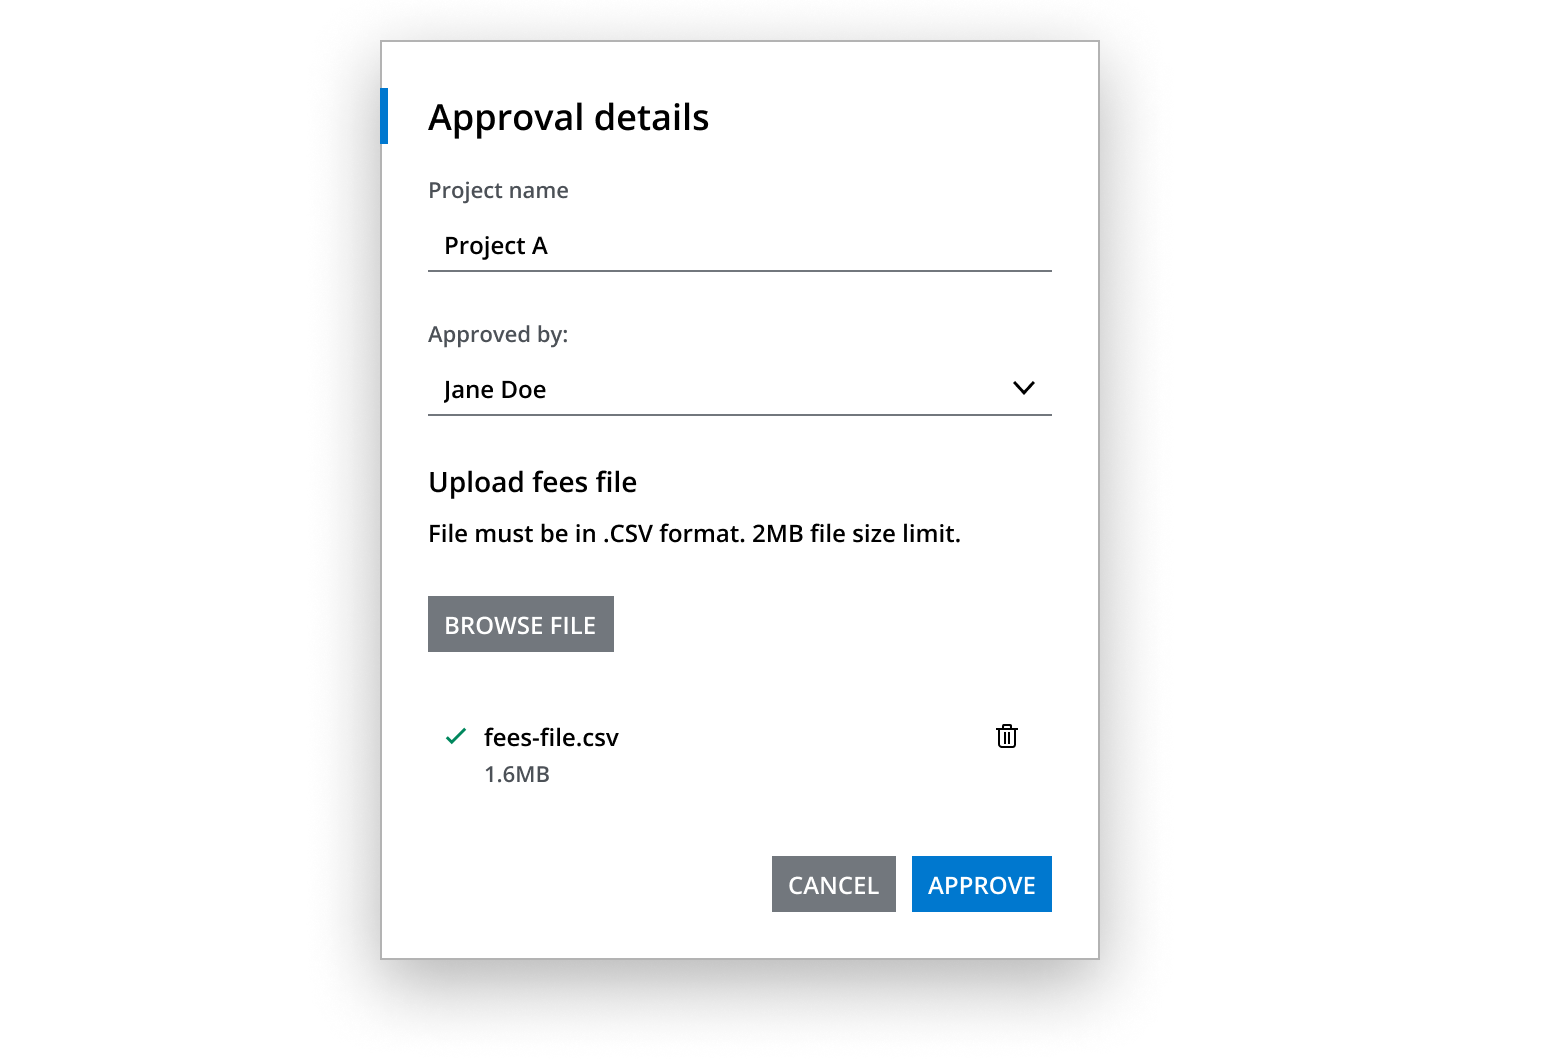 Approval details
Project name
Project A
Approved by:
Jane Doe
Upload fees file
File must be in .CSV format. 2MB file size limit.
BROWSE FILE
fees-file.csv
1.6MB
CANCEL APPROVE